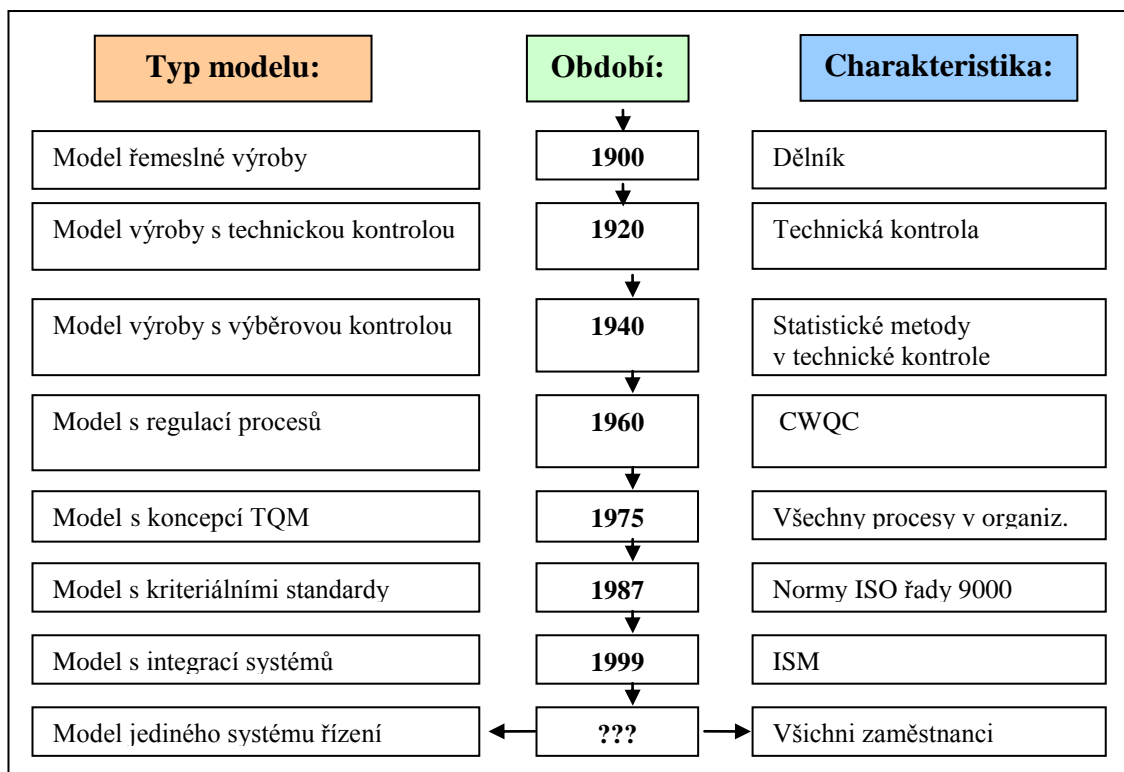 Typ modelu:
Období:
Charakteristika:
Model řemeslné výroby
1900
Dělník
Model výroby s technickou kontrolou
1920
Technická kontrola
Model výroby s výběrovou kontrolou
1940
Statistické metody
v technické kontrole
Model s regulací procesů
1960
CWQC
Model s koncepcí TQM
1975
Všechny procesy v organiz.
Model s kriteriálními standardy
1987
Normy ISO řady 9000
Model s integrací systémů
1999
ISM
Model jediného systému řízení
???
Všichni zaměstnanci